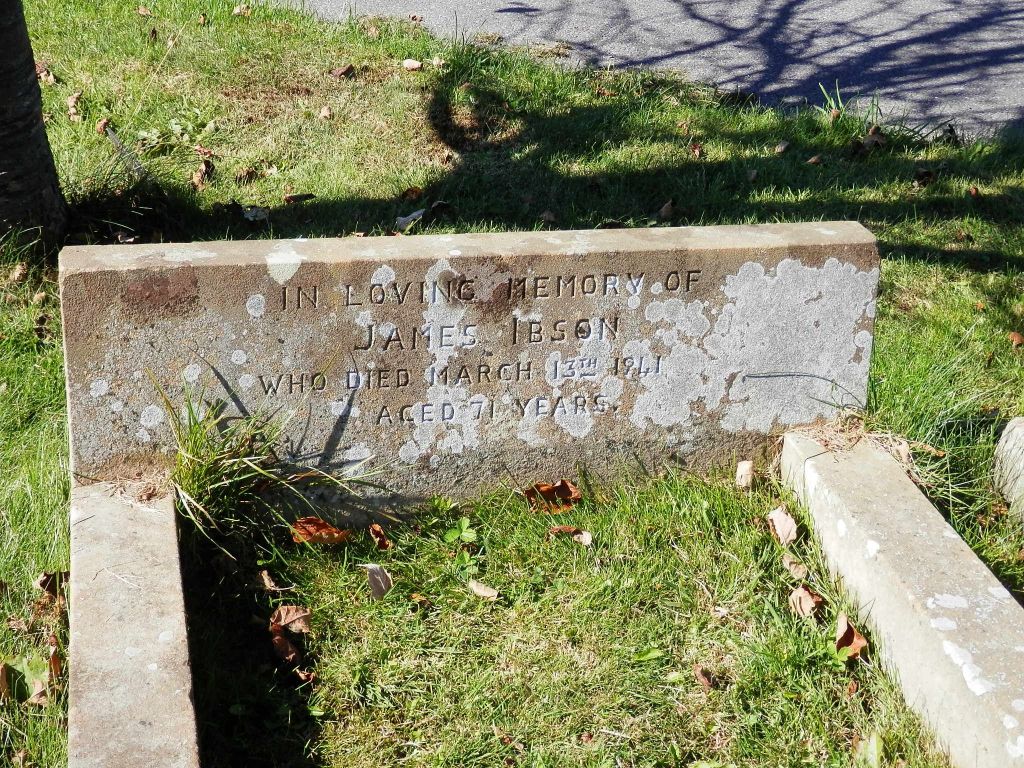 IN LOVING MEMORY OF
JAMES IBSON
WHO DIED MARCH 13TH 1941
AGED 71 YEARS